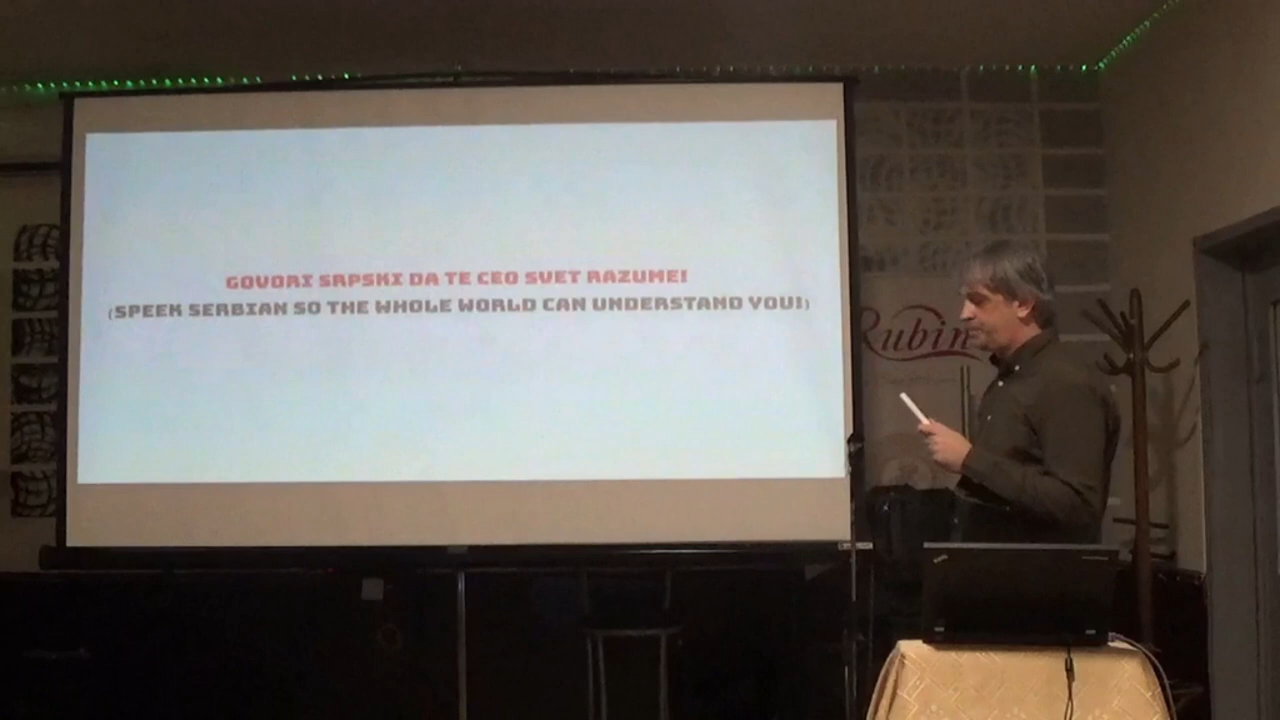 GOVORI SRPSKI DA TE CEO SVET RAZUME!
(SPEEK SERBIAN SO THE WHOLE WORLD CAN UNDERSTAND YOU!)
Rubin